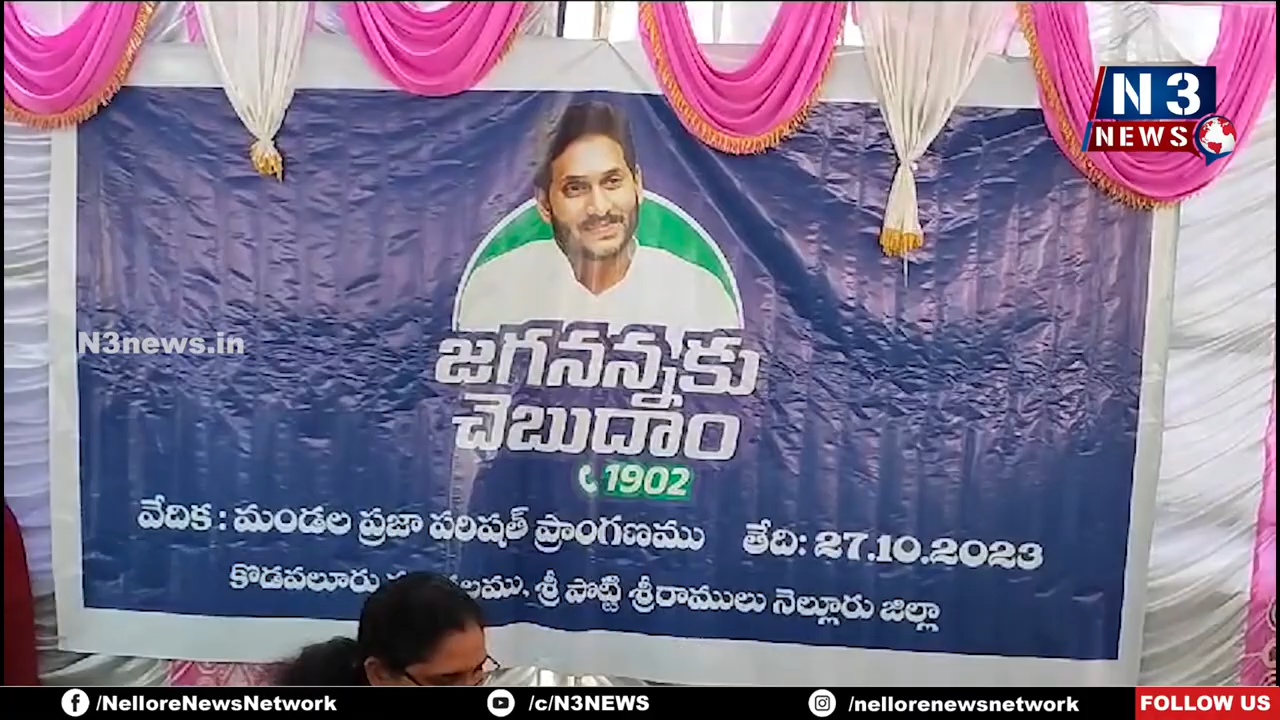 N3
NEWS
N3news.in
జగనన్నకు
చెబుదాం
1902
వేదిక : మండల ప్రజా పరిషత్ ప్రాంగణము తేది: 27.10.2023
కొడవలూరు శ్రీ పొట్టి శ్రీరాములు నెల్లూరు జిల్లా
/NelloreNewsNetwork /c/N3NEWS /nellorenewsnetwork FOLLOW US